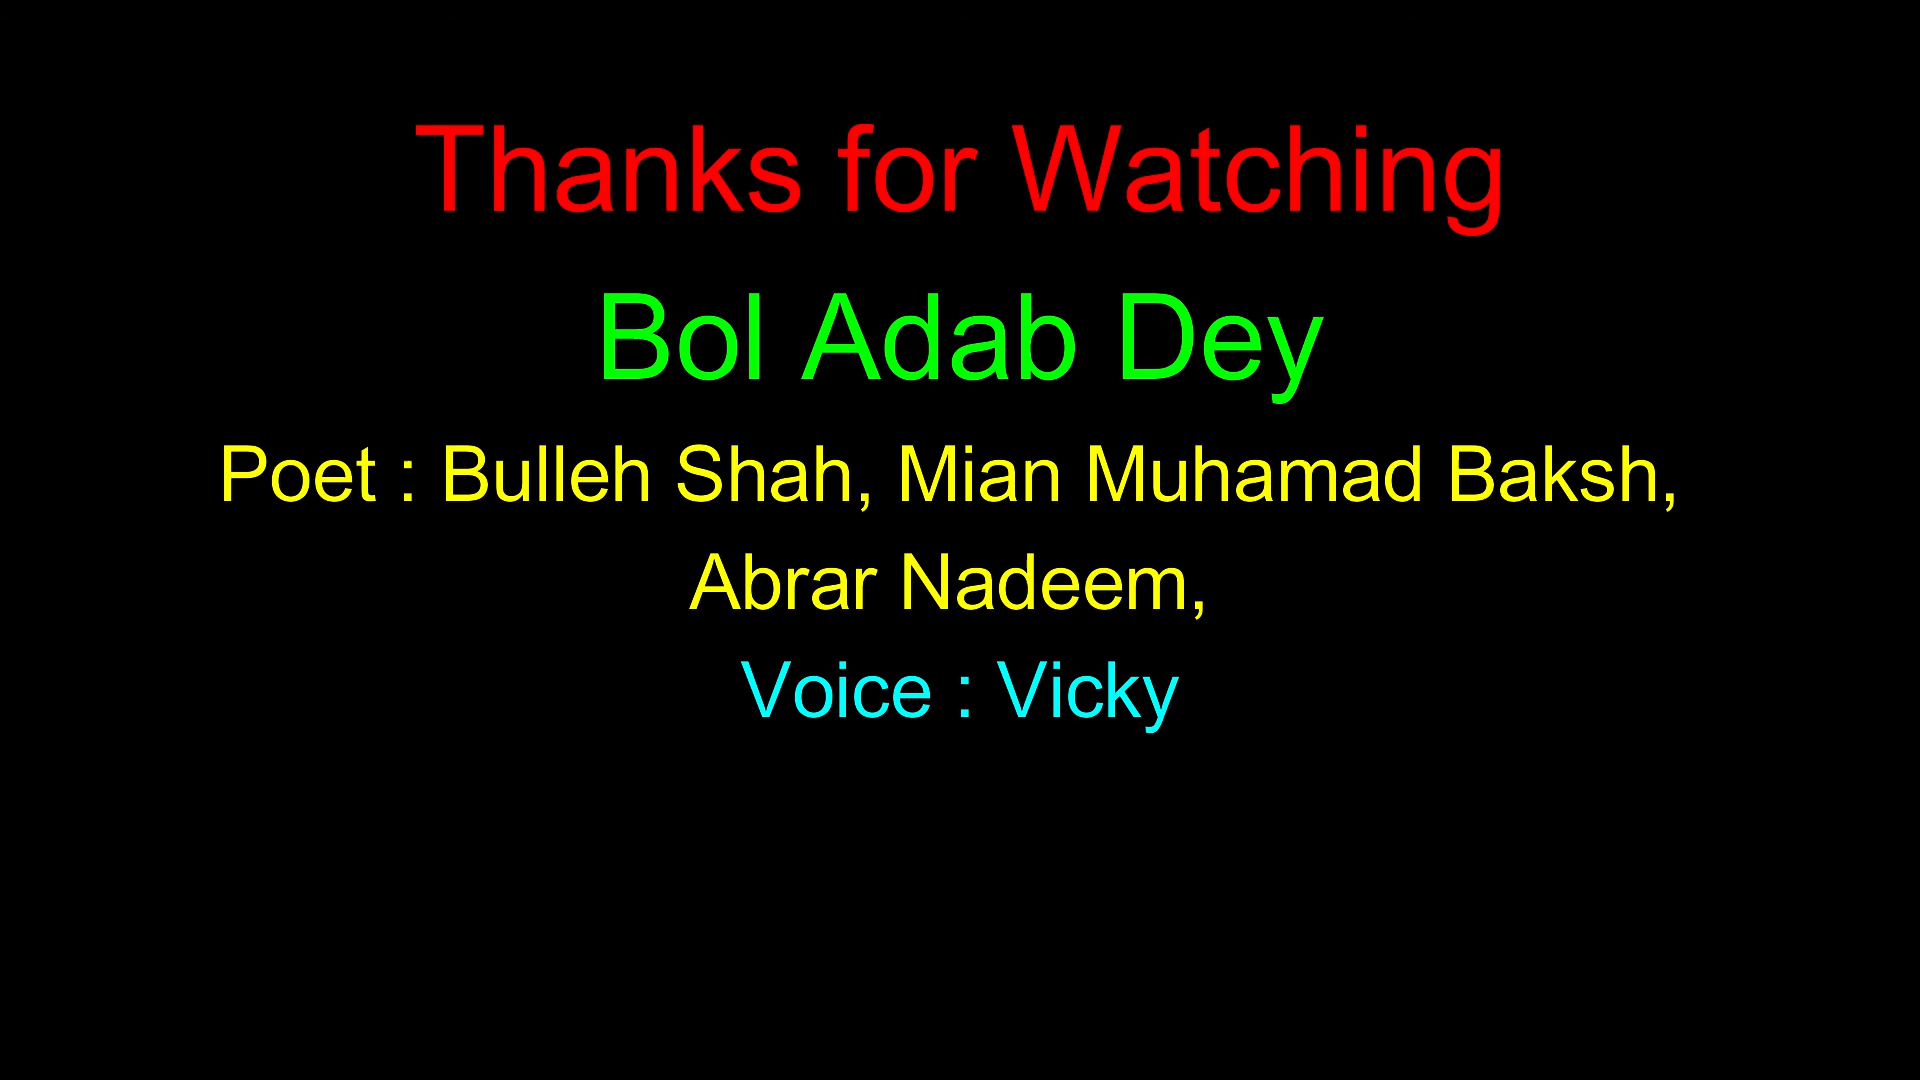 Thanks for Watching
Bol Adab Dey
Poet : Bulleh Shah, Mian Muhamad Baksh,
Abrar Nadeem,
Voice : Vicky